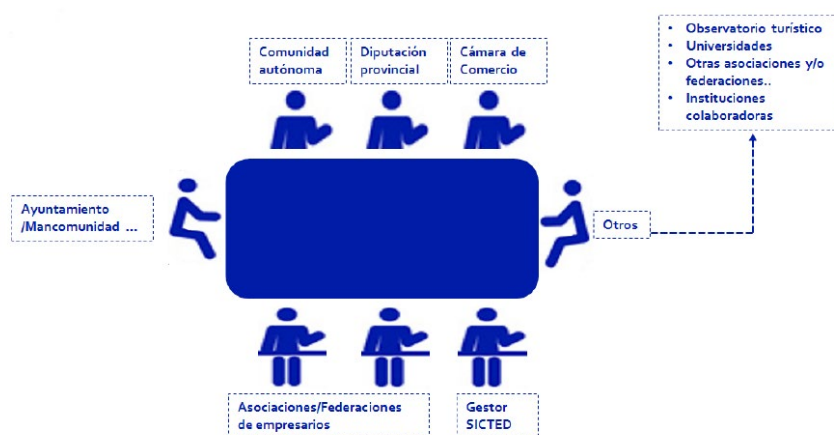 Comunidad
autónoma
Diputación
provincial
Cámara de
Comercio
• Observatorio turístico
• Universidades
• Otras asociaciones y/o
federaciones..
• Instituciones
colaboradoras
Ayuntamiento
/Mancomunidad ...
Otros
Asociaciones/Federaciones
de empresarios
Gestor
SICTED